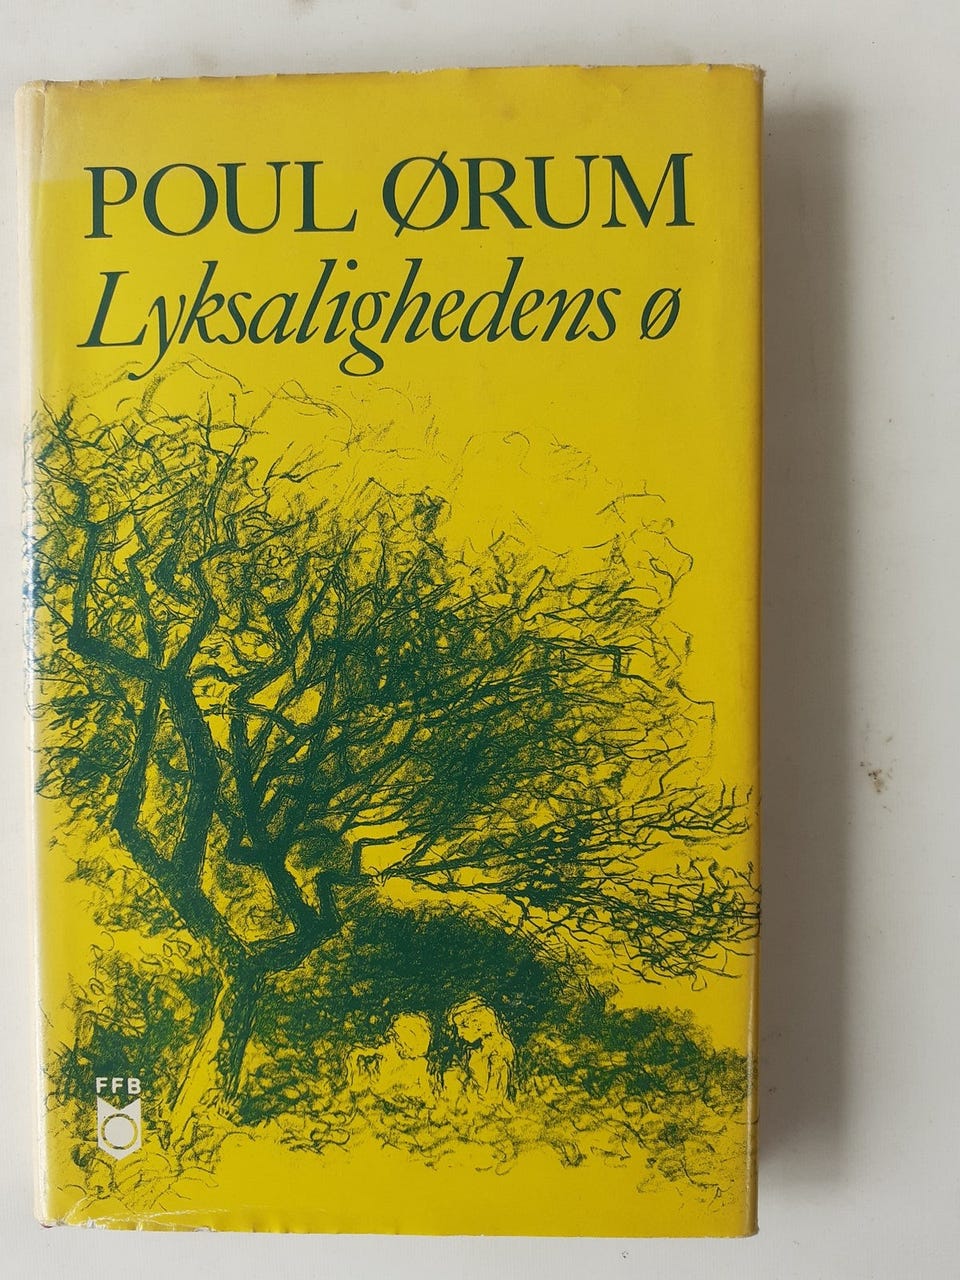 POUL ØRUM
Lyksalighedens ø
FFB